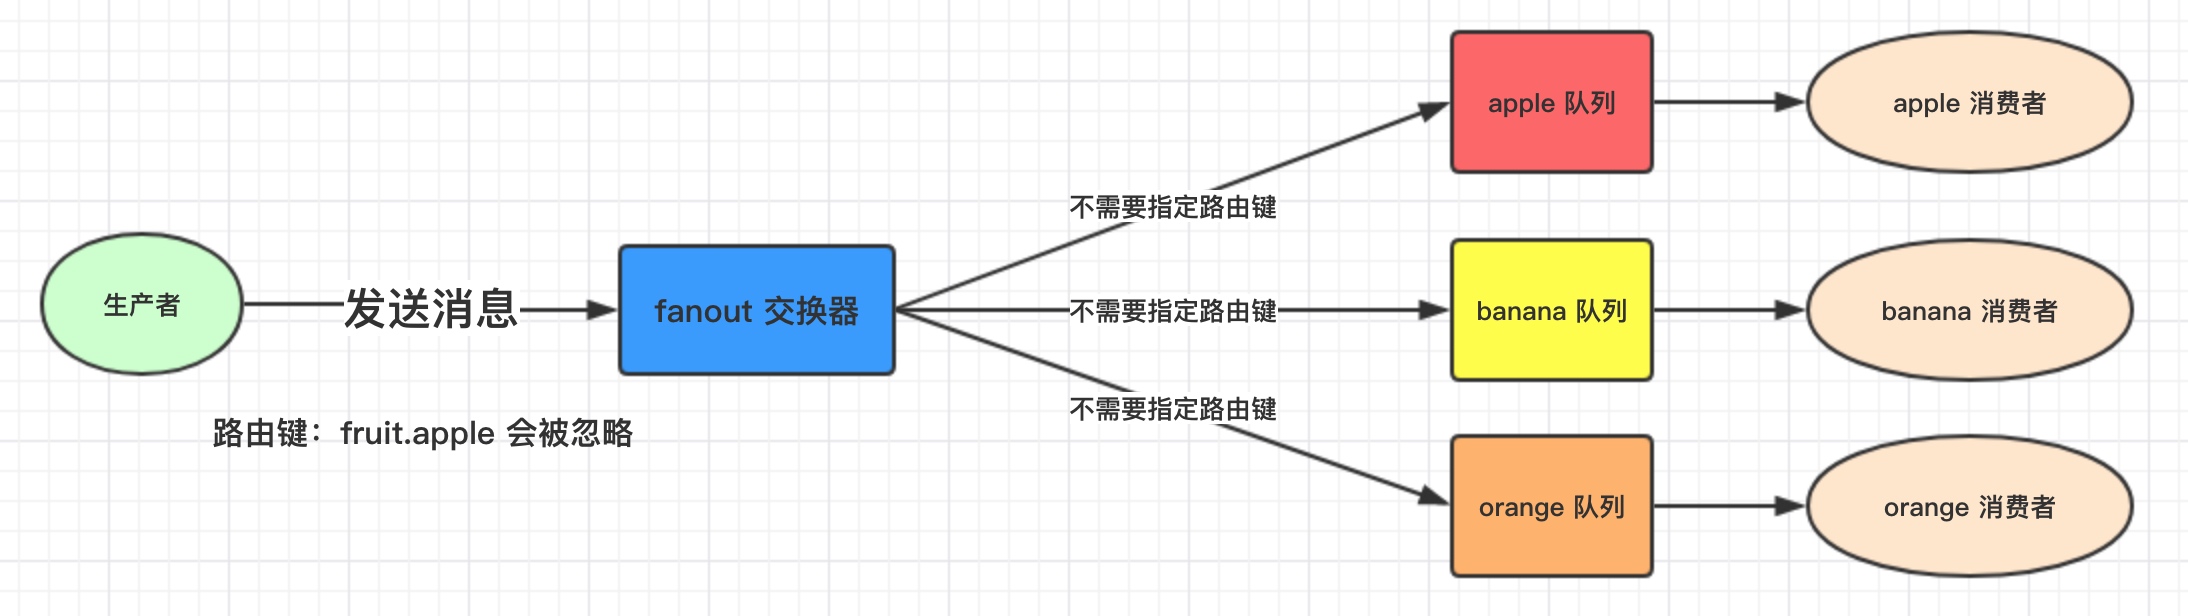 apple 队列
apple 消费者
不需要指定路由键
生产者
发送消息
fanout 交换器
不需要指定路由键
banana 队列
banana 消费者
不需要指定路由键
路由键：fruit.apple 会被忽略
orange 队列
orange 消费者